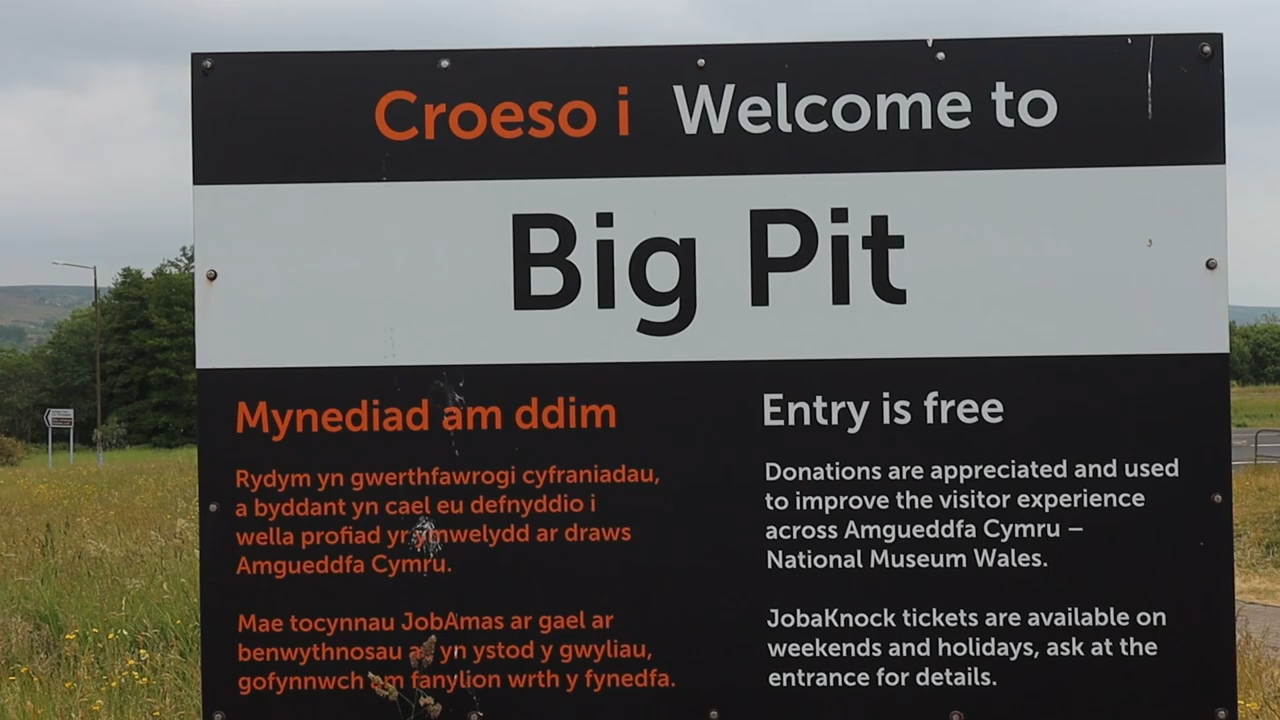 Croeso i Welcome to
Big Pit
Mynediad am ddim
Rydym yn gwerthfawrogi cyfraniadau,
a byddant yn cael eu defnyddio i
wella profiad yr ymwelydd ar draws
Amgueddfa Cymru.
Mae tocynnau JobAmas ar gael ar
benwythnosau yn ystod y gwyliau,
gofynnwch am fanylion wrth y fynedfa.
Entry is free
Donations are appreciated and used
to improve the visitor experience
across Amgueddfa Cymru –
National Museum Wales.
JobaKnock tickets are available on
weekends and holidays, ask at the
entrance for details.